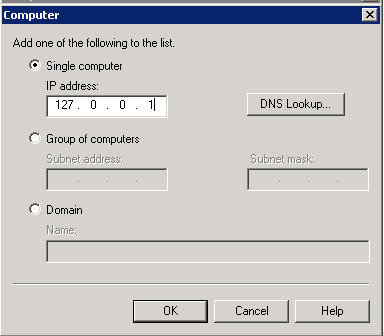 Computer
Add one of the following to the list.
Single computer
IP address:
127 . 0 . 0 . 1
DNS Lookup...
Group of computers
Subnet address:
Subnet mask:
. . .
. . .
Domain
Name:
OK
Cancel
Help